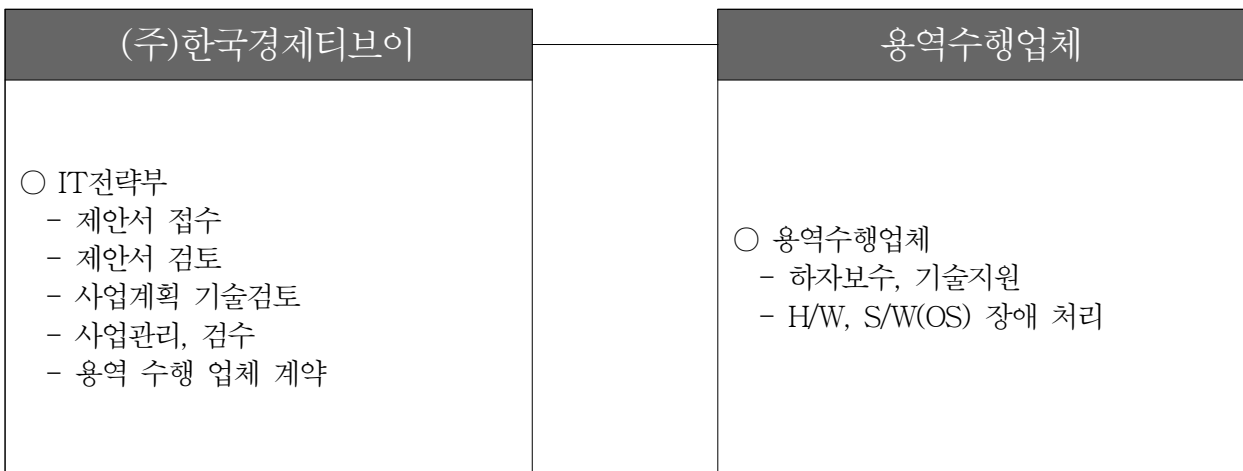 (주)한국경제티브이
○ IT전략부
- 제안서 접수
- 제안서 검토
- 사업계획 기술검토
- 사업관리, 검수
- 용역 수행 업체 계약
용역수행업체
○ 용역수행업체
- 하자보수, 기술지원
- H/W, S/W(OS) 장애 처리